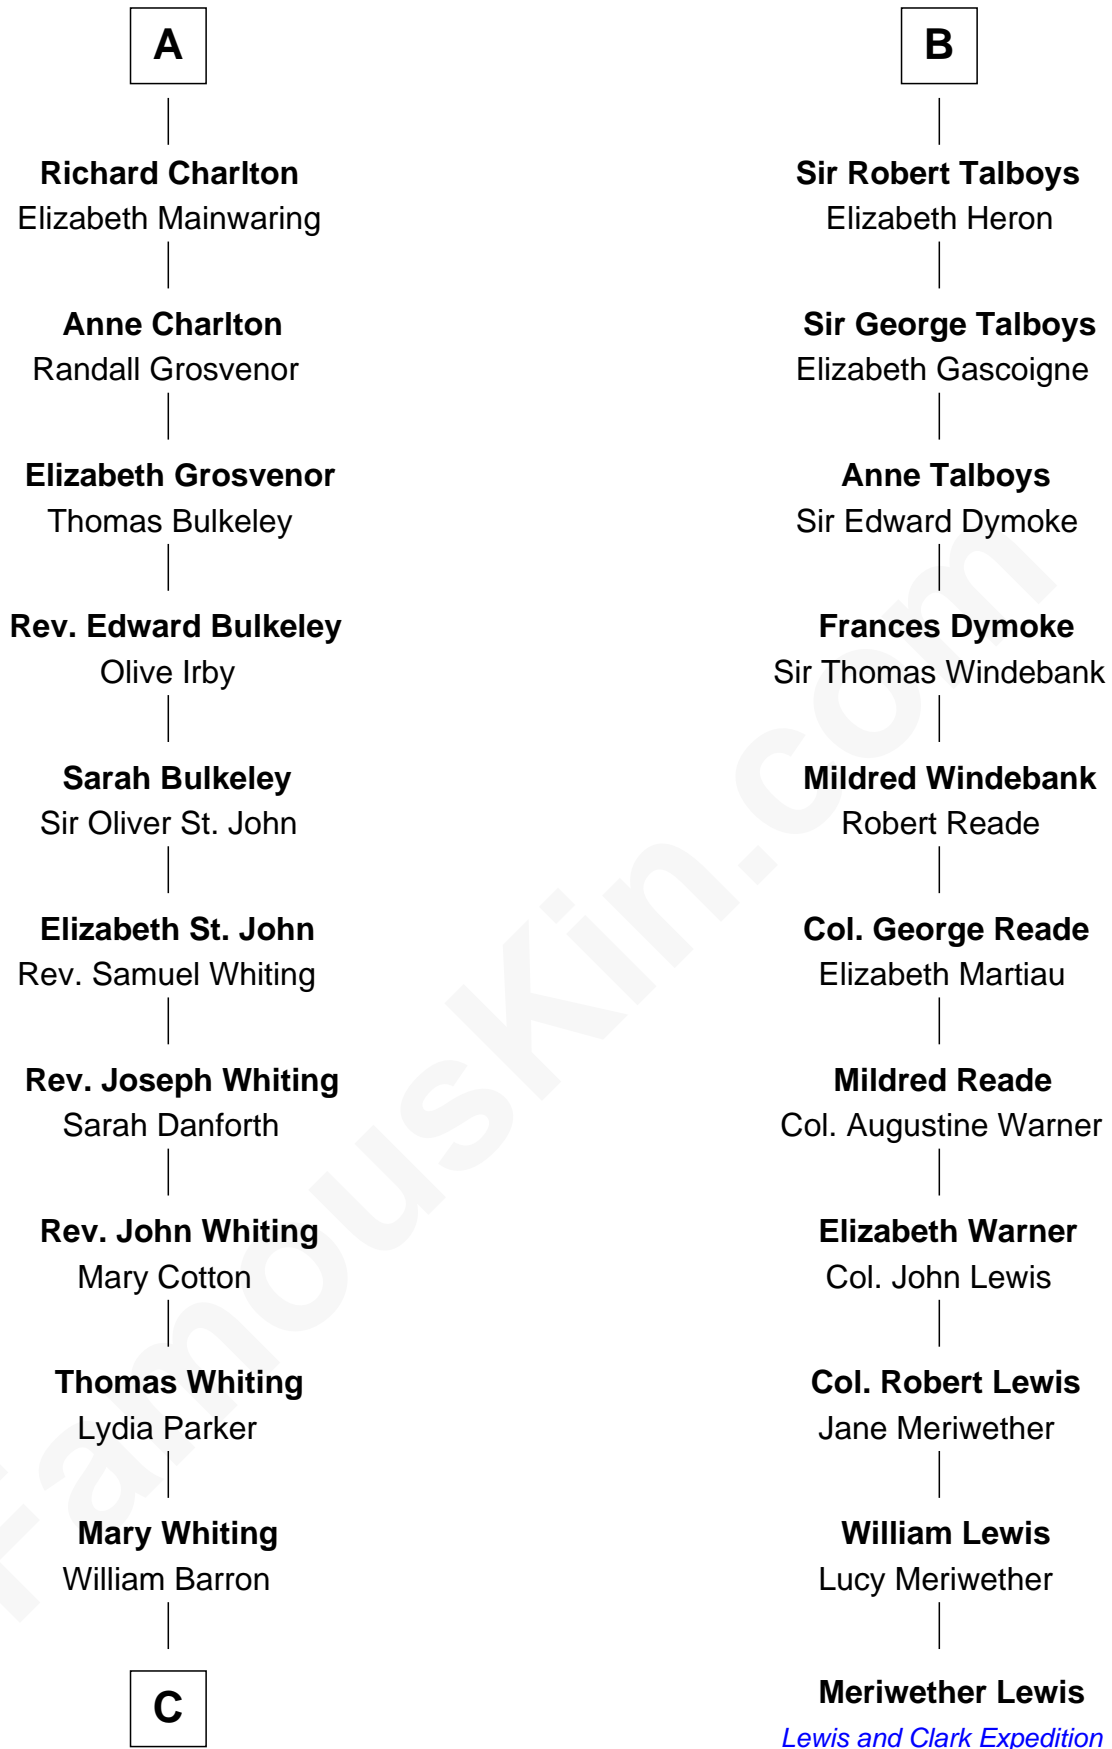 A
Richard Charlton
Elizabeth Mainwaring
Anne Charlton
Randall Grosvenor
Elizabeth Grosvenor
Thomas Bulkeley
Rev. Edward Bulkeley
Olive Irby
Sarah Bulkeley
Sir Oliver St. John
Elizabeth St. John
Rev. Samuel Whiting
Rev. Joseph Whiting
Sarah Danforth
Rev. John Whiting
Mary Cotton
Thomas Whiting
Lydia Parker
Mary Whiting
William Barron
C
B
Sir Robert Talboys
Elizabeth Heron
Sir George Talboys
Elizabeth Gascoigne
Anne Talboys
Sir Edward Dymoke
Frances Dymoke
Sir Thomas Windebank
Mildred Windebank
Robert Reade
Col. George Reade
Elizabeth Martiau
Mildred Reade
Col. Augustine Warner
Elizabeth Warner
Col. John Lewis
Col. Robert Lewis
Jane Meriwether
William Lewis
Lucy Meriwether
Meriwether Lewis
Lewis and Clark Expedition
FamousKin.com